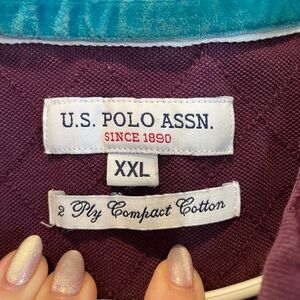 U.S. POLO ASSN.
SINCE 1890
XXL
2 Ply Compact Cotton